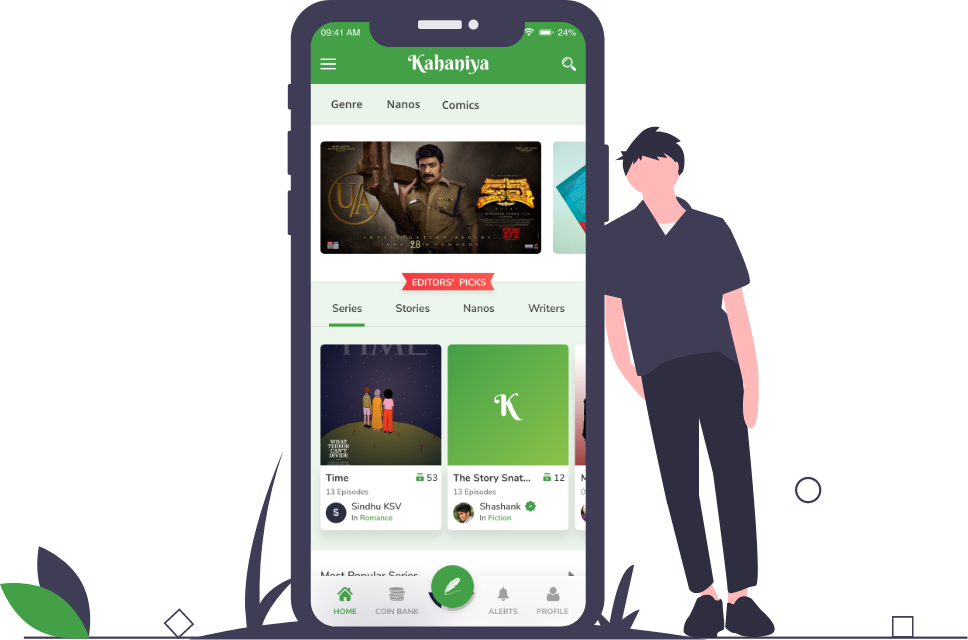 09:41 AM
24%
Kahaniya
Genre Nanos Comics
U/A
INVESTIGATION BEGINS
28
EDITORS' PICKS
Series Stories Nanos Writers
TIME
K
WHAT
TERROR
CAN'T
DIVIDE
Time 53
13 Episodes
S
Sindhu KSV
In Romance
The Story Snat... 12
13 Episodes
Shashank
In Fiction
Most Popular Series
HOME COIN BANK ALERTS PROFILE